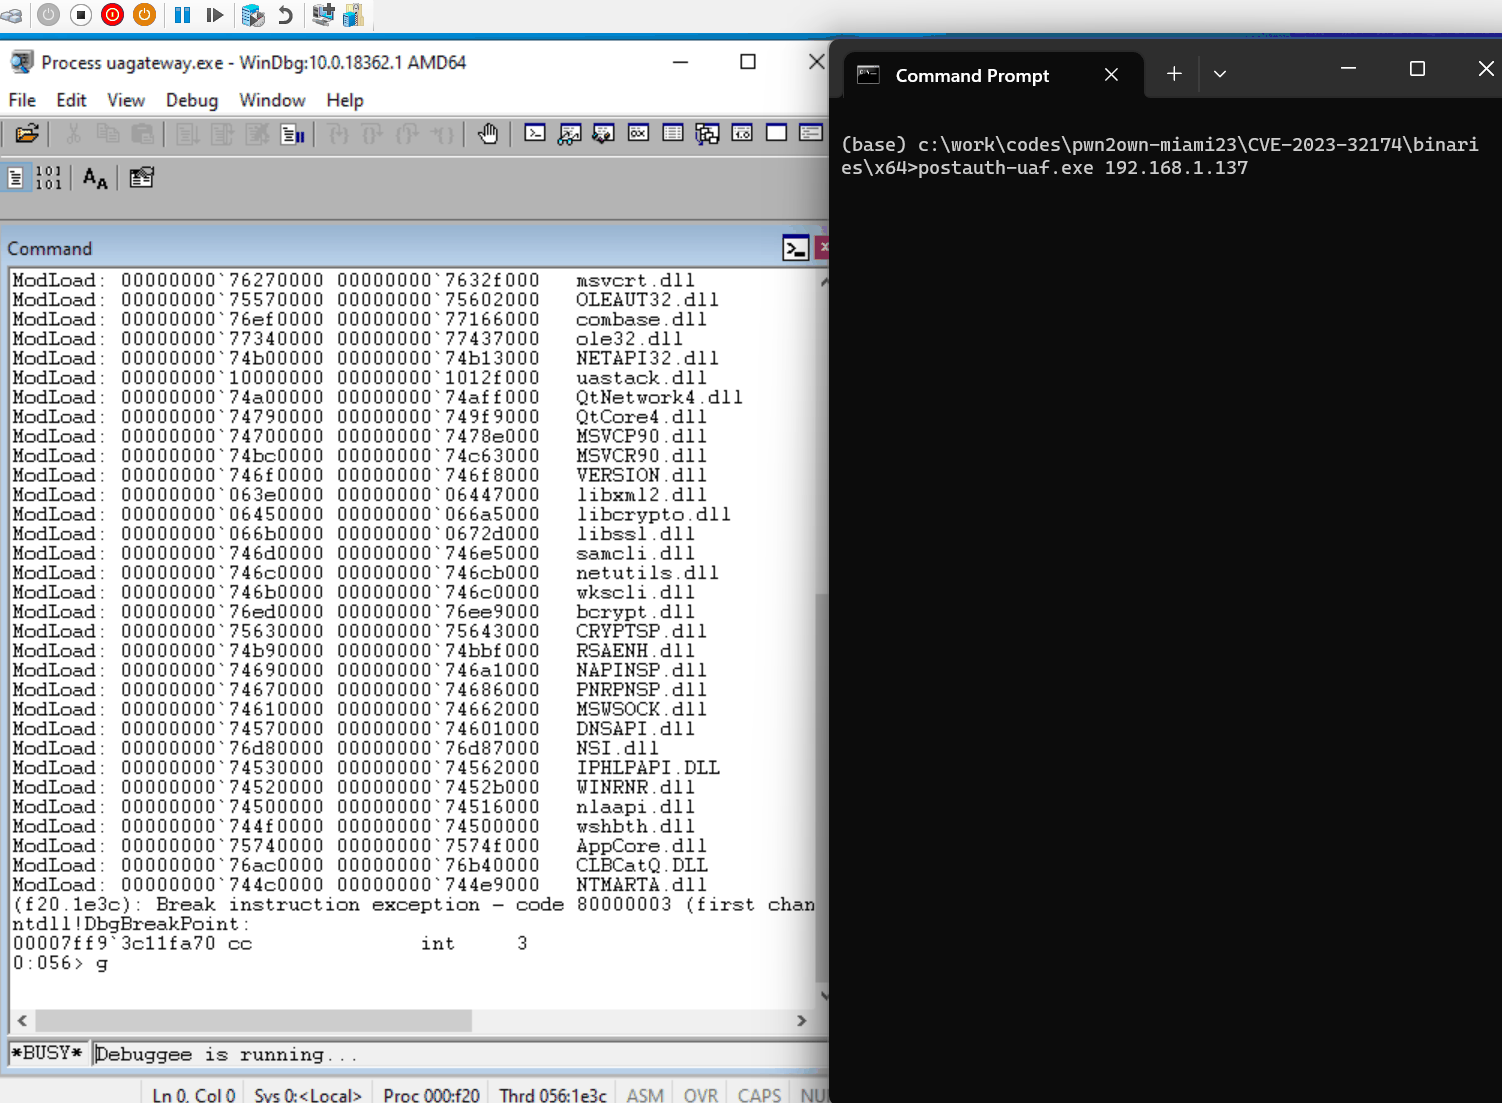 Process uagateway.exe - WinDbg:10.0.18362.1 AMD64
File Edit View Debug Window Help
Command
ModLoad: 00000000`76270000 00000000`7632f000 msvcrt.dll
ModLoad: 00000000`75570000 00000000`75602000 OLEAUT32.dll
ModLoad: 00000000`76ef0000 00000000`77166000 combase.dll
ModLoad: 00000000`77340000 00000000`77437000 ole32.dll
ModLoad: 00000000`74b00000 00000000`74b13000 NETAPI32.dll
ModLoad: 00000000`10000000 00000000`1012f000 uastack.dll
ModLoad: 00000000`74a00000 00000000`74aff000 QtNetwork4.dll
ModLoad: 00000000`74790000 00000000`749f9000 QtCore4.dll
ModLoad: 00000000`74700000 00000000`7478e000 MSVCP90.dll
ModLoad: 00000000`74bc0000 00000000`74c63000 MSVCR90.dll
ModLoad: 00000000`746f0000 00000000`746f8000 VERSION.dll
ModLoad: 00000000`063e0000 00000000`06447000 libxml2.dll
ModLoad: 00000000`06450000 00000000`066a5000 libcrypto.dll
ModLoad: 00000000`066b0000 00000000`0672d000 libssl.dll
ModLoad: 00000000`746d0000 00000000`746e5000 samcli.dll
ModLoad: 00000000`746c0000 00000000`746cb000 netutils.dll
ModLoad: 00000000`746b0000 00000000`746c0000 wkscli.dll
ModLoad: 00000000`76ed0000 00000000`76ee9000 bcrypt.dll
ModLoad: 00000000`75630000 00000000`75643000 CRYPTSP.dll
ModLoad: 00000000`74b90000 00000000`74bbf000 RSAENH.dll
ModLoad: 00000000`74690000 00000000`746a1000 NAPINSP.dll
ModLoad: 00000000`74670000 00000000`74686000 PNRPNSP.dll
ModLoad: 00000000`74610000 00000000`74662000 MSWSOCK.dll
ModLoad: 00000000`74570000 00000000`74601000 DNSAPI.dll
ModLoad: 00000000`76d80000 00000000`76d87000 NSI.dll
ModLoad: 00000000`74530000 00000000`74562000 IPHLPAPI.DLL
ModLoad: 00000000`74520000 00000000`7452b000 WINRNR.dll
ModLoad: 00000000`74500000 00000000`74516000 nlaapi.dll
ModLoad: 00000000`744f0000 00000000`74500000 wshbth.dll
ModLoad: 00000000`75740000 00000000`7574f000 AppCore.dll
ModLoad: 00000000`76ac0000 00000000`76b40000 CLBCatQ.DLL
ModLoad: 00000000`744c0000 00000000`744e9000 NTMARTA.dll
(f20.1e3c): Break instruction exception - code 80000003 (first chan
ntdll!DbgBreakPoint:
00007ff9`3c11fa70 cc int 3
0:056> g
*BUSY* Debuggee is running...
Ln 0, Col 0 Sys 0:<Local> Proc 000:f20 Thrd 056:1e3c ASM OVR CAPS NU
Command Prompt
(base) c:\work\codes\pwn2own-miami23\CVE-2023-32174\binari
es\x64>postauth-uaf.exe 192.168.1.137